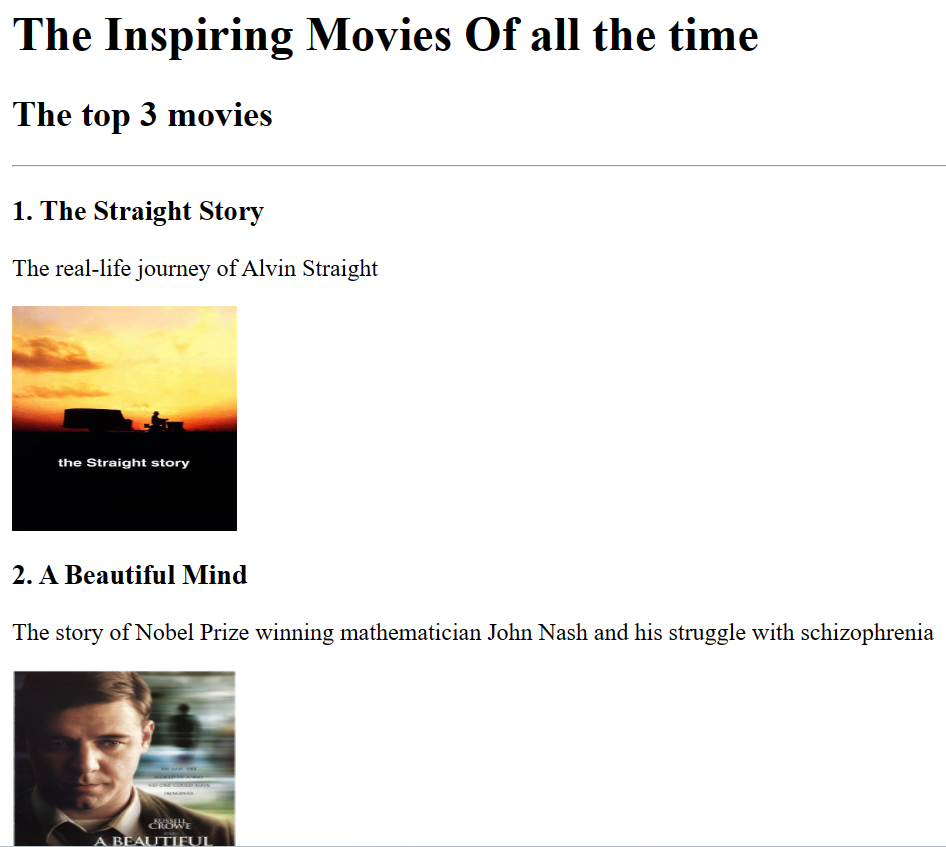 The Inspiring Movies Of all the time
The top 3 movies
1. The Straight Story
The real-life journey of Alvin Straight
the Straight story
2. A Beautiful Mind
The story of Nobel Prize winning mathematician John Nash and his struggle with schizophrenia
RUSSELL
CROWE
A BEAUTIFUL